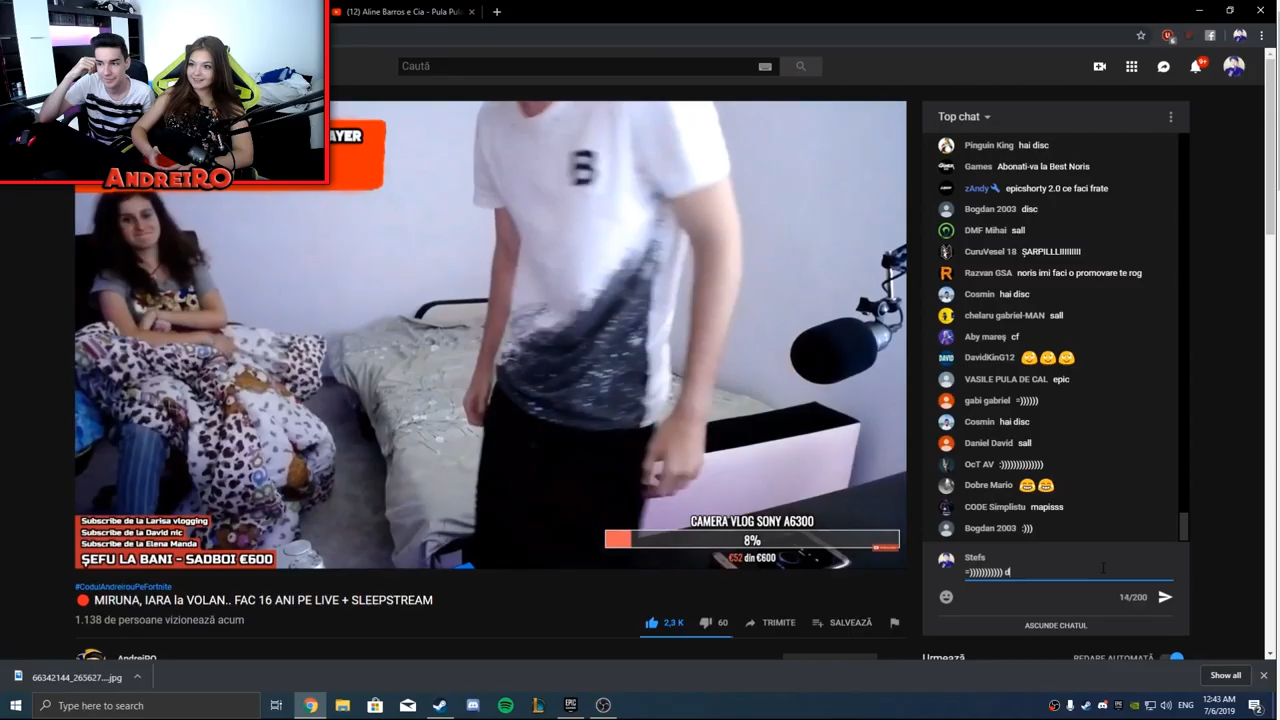 (12) Aline Barros e Cia - Pula Pul
Caută
9+
AYER
ANDREIRO
B
Top chat
Pinguin King hai disc
Games Abonati-va la Best Noris
zAndy epicshorty 2.0 ce faci frate
Bogdan 2003 disc
DMF Mihai sall
CuruVesel 18 ŞARPILLLIIIIIIIII
Razvan GSA noris imi faci o promovare te rog
Cosmin hai disc
chelaru gabriel-MAN sall
Aby mareş cf
DavidKinG12
VASILE PULA DE CAL epic
gabi gabriel =))))))
Cosmin hai disc
Daniel David sall
OcT AV :))))))))))))))
Dobre Mario
CODE Simplistu mapisss
Bogdan 2003 :)))
Stefs
=))))))))))) d
14/200
ASCUNDE CHATUL
Subscribe de la Larisa vlogging
Subscribe de la David nic
Subscribe de la Elena Manda
ŞEFU LA BANI - SADBOI €600
CAMERA VLOG SONY A6300
8%
€52 din €600
#CodulAndreirouPeFortnite
MIRUNA, IARA la VOLAN.. FAC 16 ANI PE LIVE + SLEEPSTREAM
1.138 de persoane vizionează acum
2,3 K
60
TRIMITE
SALVEAZĂ
AndreiRO
Urmează
REDARE AUTOMATĂ
66342144_265627....jpg
Show all
Type here to search
ENG
12:43 AM
7/6/2019
2